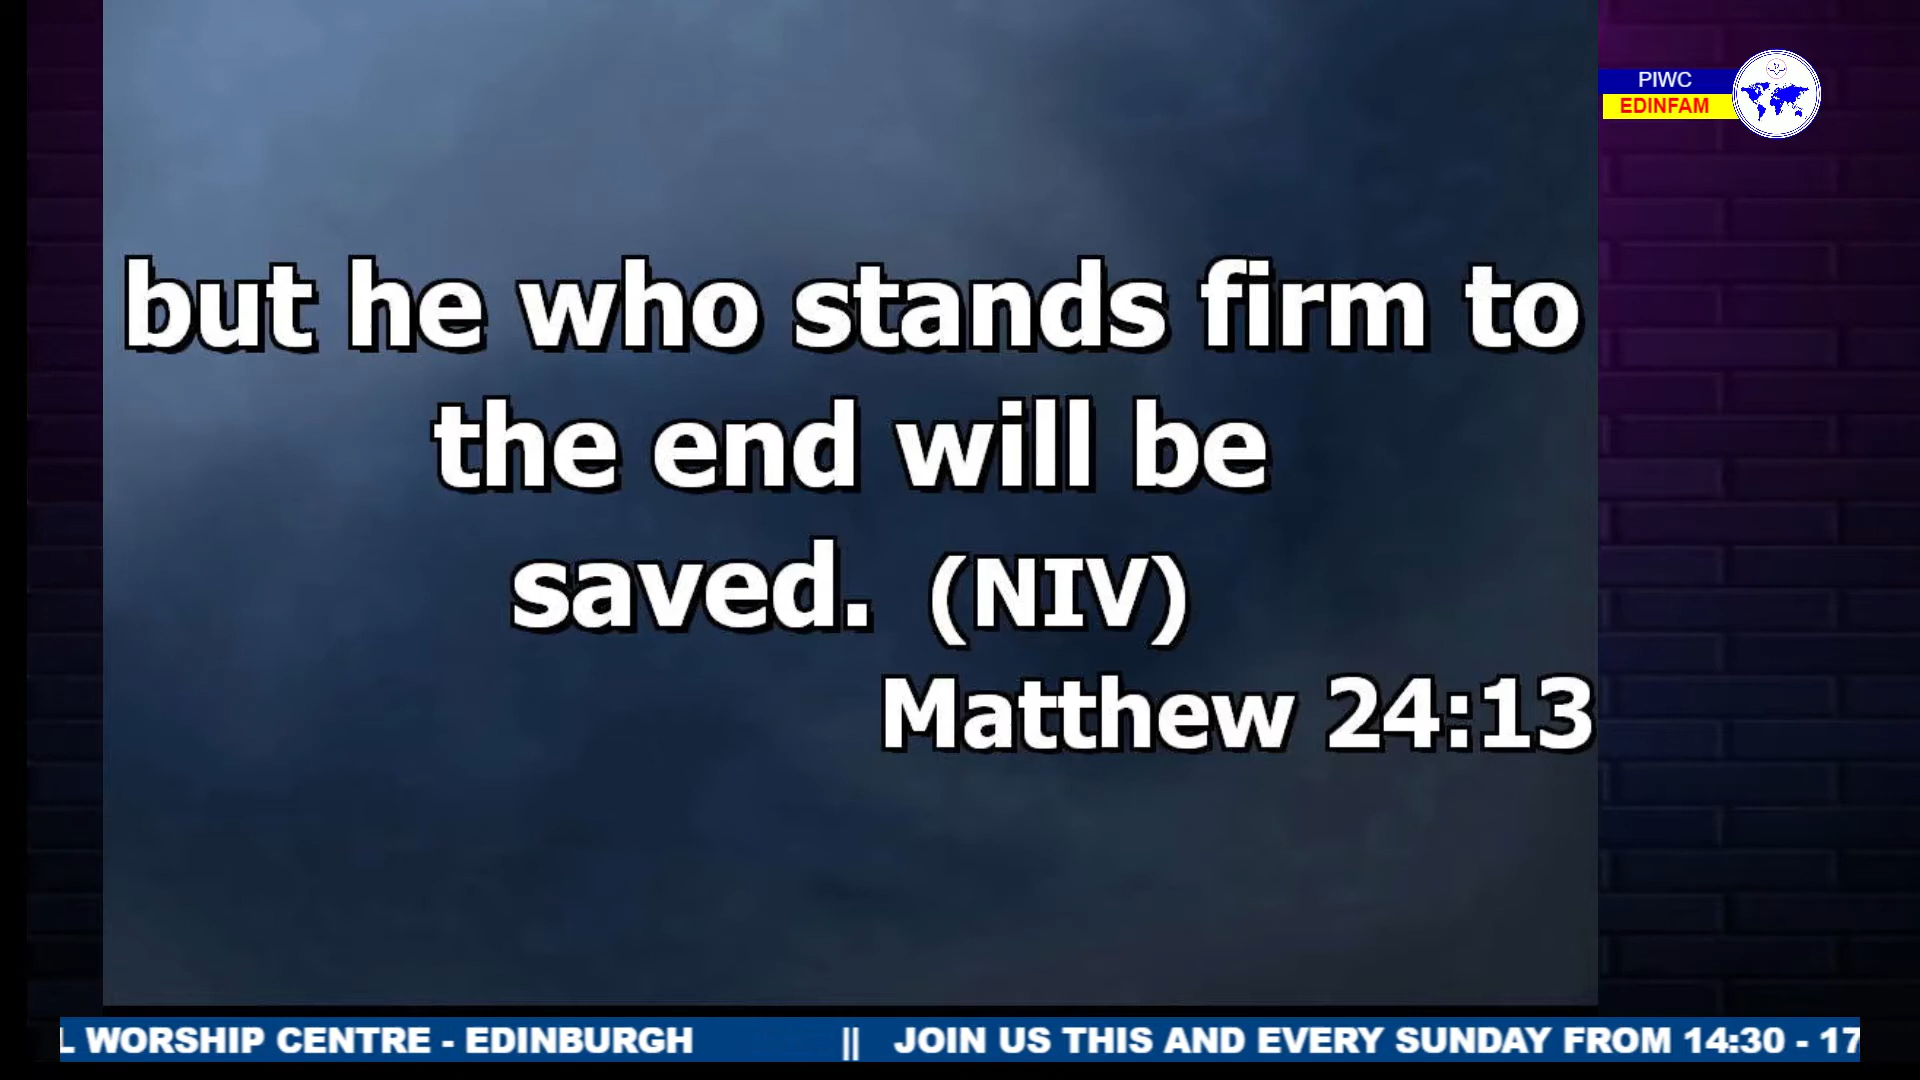 PIWC
EDINFAM
but he who stands firm to
the end will be
saved. (NIV)
Matthew 24:13
L WORSHIP CENTRE - EDINBURGH || JOIN US THIS AND EVERY SUNDAY FROM 14:30 - 17